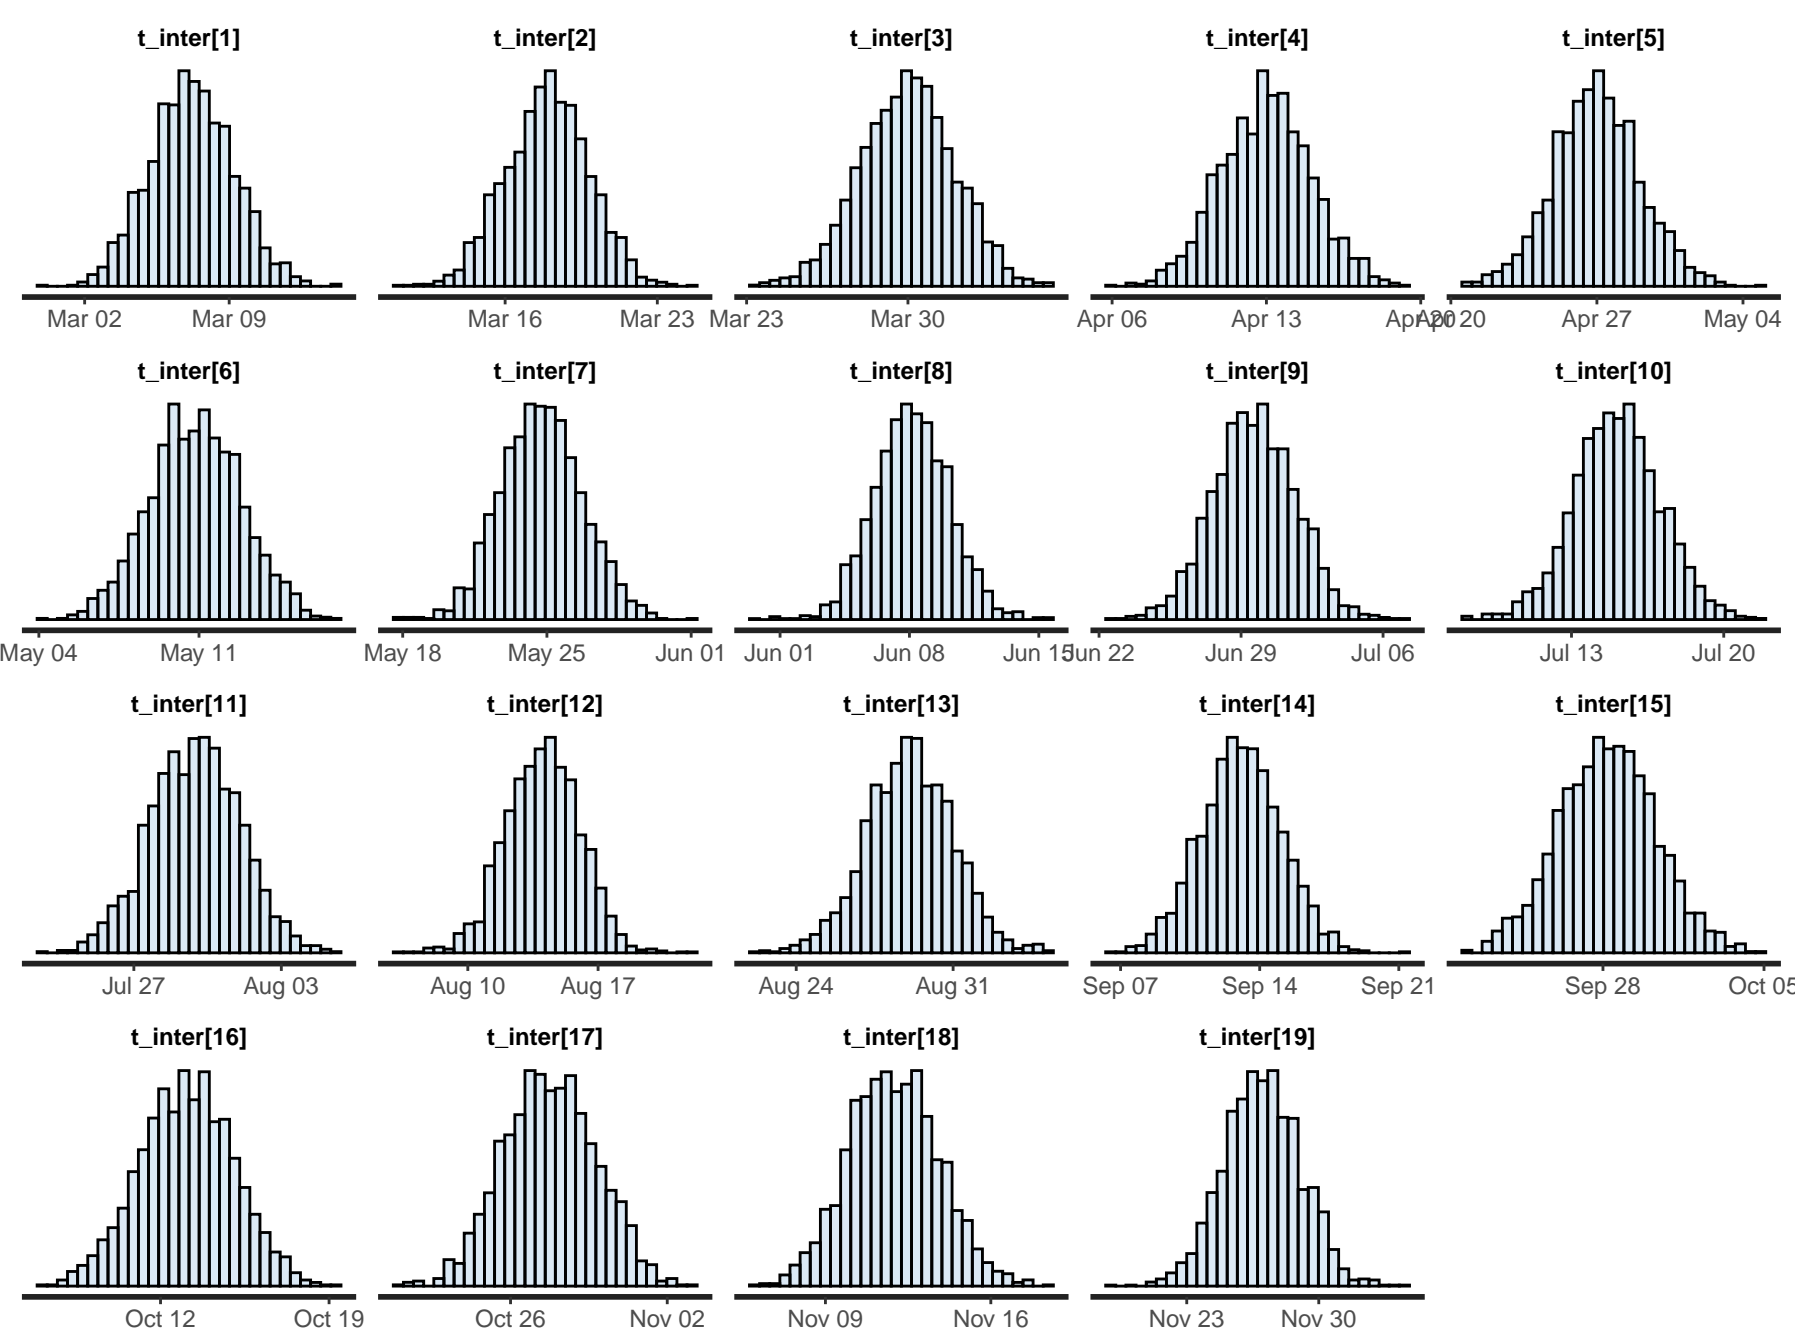 t_inter[1] t_inter[2] t_inter[3] t_inter[4] t_inter[5]
Mar 02 Mar 09 Mar 16 Mar 23 Mar 23 Mar 30 Apr 06 Apr 13 Apr 20 Apr 20 Apr 27 May 04
t_inter[6] t_inter[7] t_inter[8] t_inter[9] t_inter[10]
May 04 May 11 May 18 May 25 Jun 01 Jun 01 Jun 08 Jun 15 Jun 22 Jun 29 Jul 06 Jul 13 Jul 20
t_inter[11] t_inter[12] t_inter[13] t_inter[14] t_inter[15]
Jul 27 Aug 03 Aug 10 Aug 17 Aug 24 Aug 31 Sep 07 Sep 14 Sep 21 Sep 28 Oct 05
t_inter[16] t_inter[17] t_inter[18] t_inter[19]
Oct 12 Oct 19 Oct 26 Nov 02 Nov 09 Nov 16 Nov 23 Nov 30